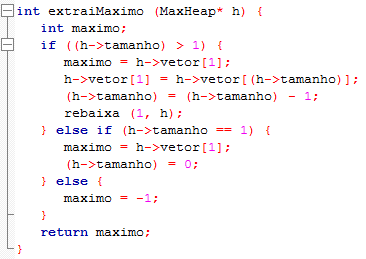 int extraiMaximo (MaxHeap* h) {
int maximo;
if ((h->tamanho) > 1) {
maximo = h->vetor[1];
h->vetor[1] = h->vetor[(h->tamanho)];
(h->tamanho) = (h->tamanho) - 1;
rebaixa (1, h);
} else if (h->tamanho == 1) {
maximo = h->vetor[1];
(h->tamanho) = 0;
} else {
maximo = -1;
}
return maximo;
}